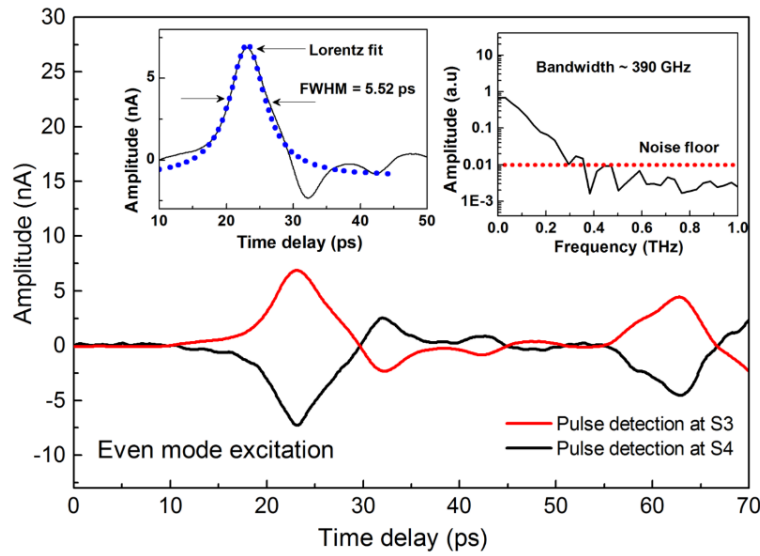 30
25
20
15
10
5
0
-5
-10
Amplitude (nA)
0
10
20
30
40
50
60
70
Time delay (ps)
Even mode excitation
Pulse detection at S3
Pulse detection at S4
5
0
Amplitude (nA)
10
20
30
40
50
Time delay (ps)
Lorentz fit
FWHM = 5.52 ps
10
1
0.1
0.01
1E-3
Amplitude (a.u)
0.0
0.2
0.4
0.6
0.8
1.0
Frequency (THz)
Bandwidth ~ 390 GHz
Noise floor